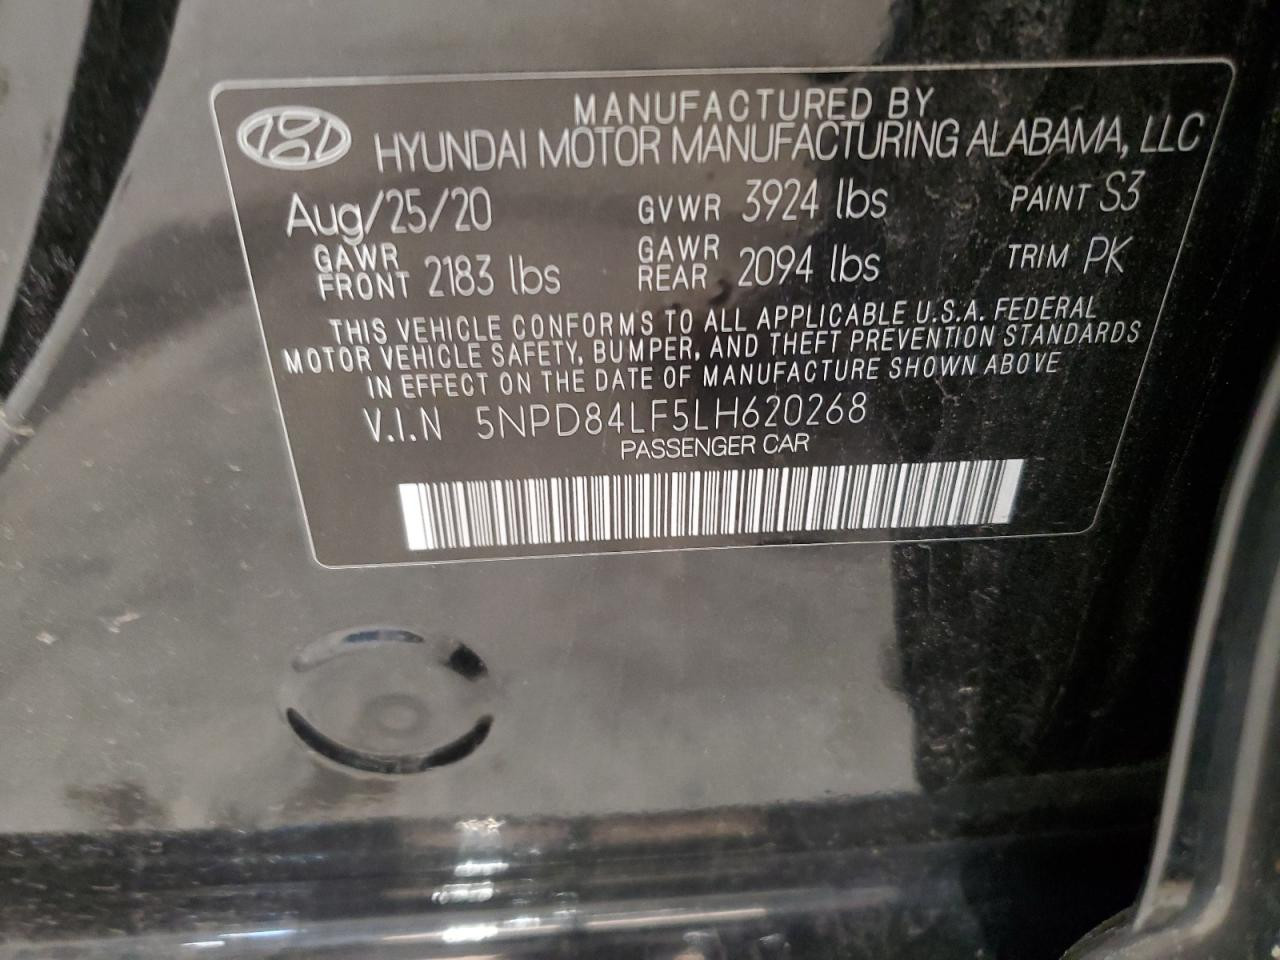 MANUFACTURED BY
HYUNDAI MOTOR MANUFACTURING ALABAMA, LLC
Aug/25/20 GVWR 3924 lbs PAINT S3
GAWR FRONT 2183 lbs GAWR REAR 2094 lbs TRIM PK
THIS VEHICLE CONFORMS TO ALL APPLICABLE U.S.A. FEDERAL
MOTOR VEHICLE SAFETY, BUMPER, AND THEFT PREVENTION STANDARDS
IN EFFECT ON THE DATE OF MANUFACTURE SHOWN ABOVE
V.I.N 5NPD84LF5LH620268
PASSENGER CAR